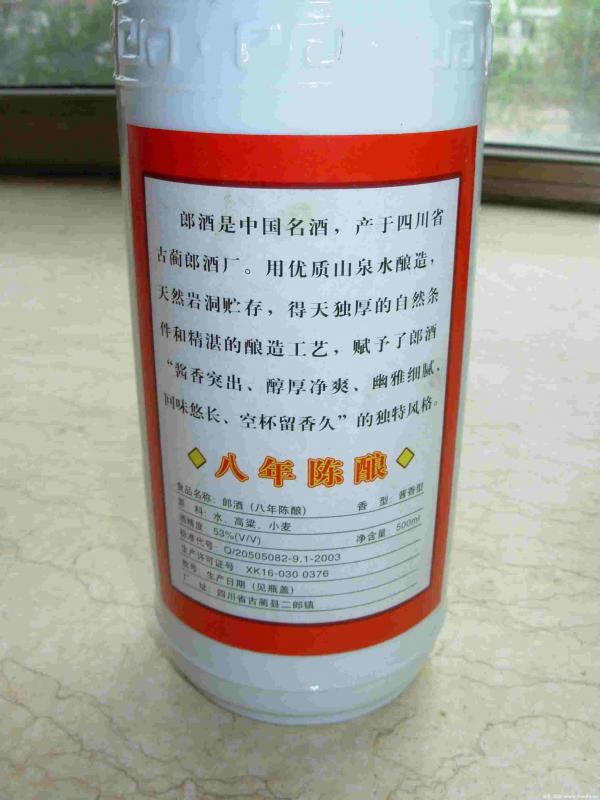 郎酒是中国名酒，产于四川省
古蔺郎酒厂。用优质山泉水酿造，
天然岩洞贮存，得天独厚的自然条
件和精湛的酿造工艺，赋予了郎酒
“酱香突出、醇厚净爽、幽雅细腻，
回味悠长、空杯留香久”的独特风格。
八年陈酿
食品名称：郎酒（八年陈酿） 香 型：酱香型
原 料：水、高粱、小麦
酒精度：53%(V/V) 净含量：500ml
标准代号：Q/20505082-9.1-2003
生产许可证号 XK16-030 0376
批号、生产日期（见瓶盖）
厂 址：四川省古蔺县二郎镇